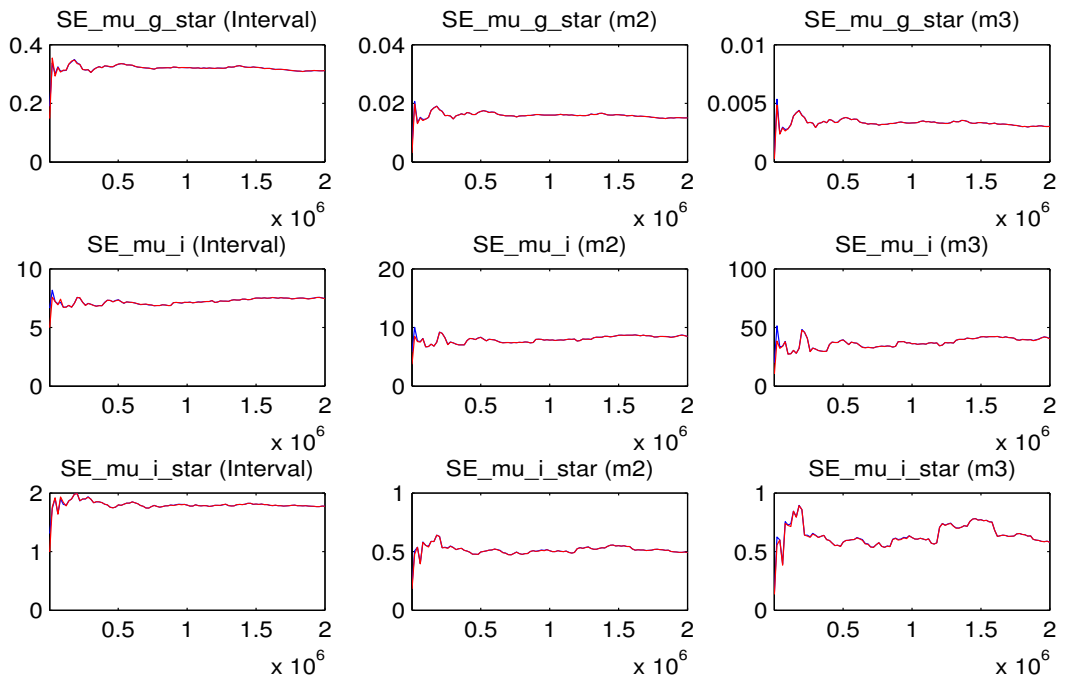 SE_mu_g_star (Interval) SE_mu_g_star (m2) SE_mu_g_star (m3)
0.4 0.04 0.01
0.2 0.02 0.005
0 0 0
0.5 1 1.5 2 0.5 1 1.5 2 0.5 1 1.5 2
x 10^6 x 10^6 x 10^6
SE_mu_i (Interval) SE_mu_i (m2) SE_mu_i (m3)
10 20 100
5 10 50
0 0 0
0.5 1 1.5 2 0.5 1 1.5 2 0.5 1 1.5 2
x 10^6 x 10^6 x 10^6
SE_mu_i_star (Interval) SE_mu_i_star (m2) SE_mu_i_star (m3)
2 1 1
1 0.5 0.5
0 0 0
0.5 1 1.5 2 0.5 1 1.5 2 0.5 1 1.5 2
x 10^6 x 10^6 x 10^6